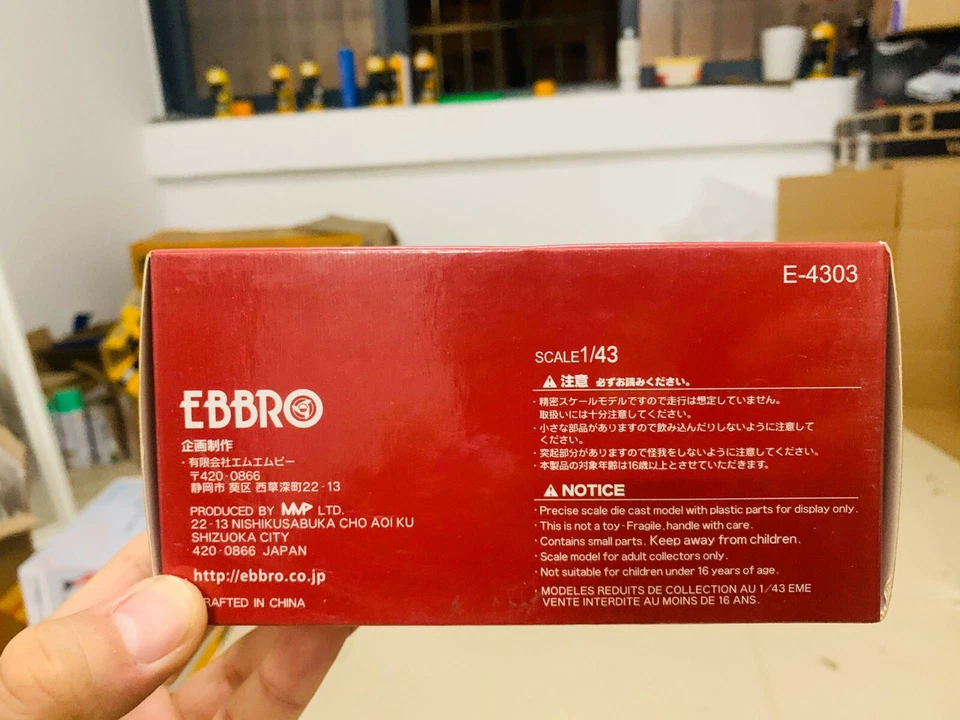 E-4303
SCALE1/43
⚠ 注意 必ずお読みください。
・精密スケールモデルですので走行は想定していません。
取扱いには十分注意してください。
・小さな部品がありますので飲み込んだりしないように注意して
ください。
・突起部分がありますので怪我をしないように注意してください。
・本製品の対象年齢は16歳以上とさせていただきます。
⚠ NOTICE
・Precise scale die cast model with plastic parts for display only.
・This is not a toy-Fragile, handle with care.
・Contains small parts. Keep away from children.
・Scale model for adult collectors only.
・Not suitable for children under 16 years of age.
・MODELES REDUITS DE COLLECTION AU 1/43 EME
VENTE INTERDITE AU MOINS DE 16 ANS.
EBBRO
企画制作
・有限会社エムエムピー
〒420-0866
静岡市 葵区 西草深町22-13
PRODUCED BY MMP LTD.
22-13 NISHIKUSABUKA CHO AOI KU
SHIZUOKA CITY
420-0866 JAPAN
http://ebbro.co.jp
CRAFTED IN CHINA